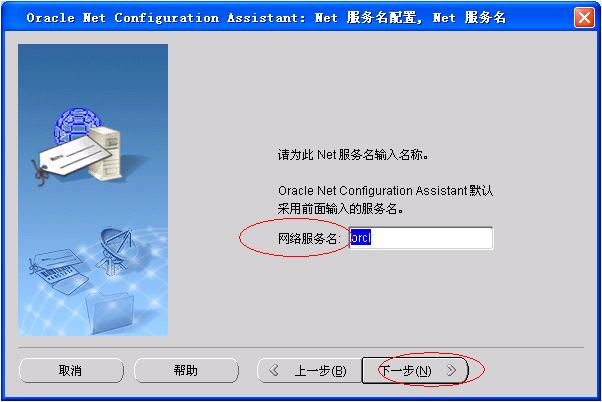 Oracle Net Configuration Assistant: Net 服务名配置, Net 服务名
请为此 Net 服务名输入名称。
Oracle Net Configuration Assistant 默认
采用前面输入的服务名。
网络服务名: orcl
取消 帮助 上一步(B) 下一步(N)